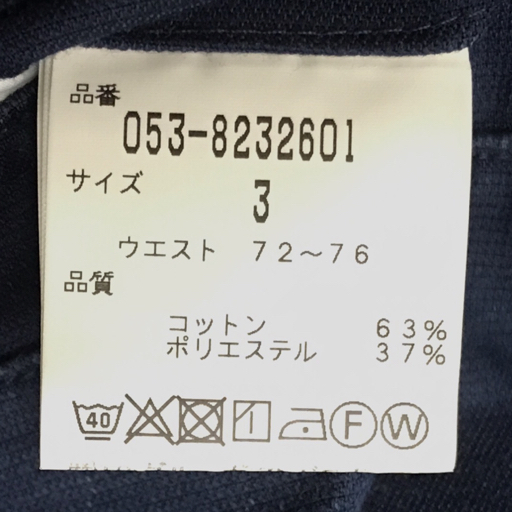 品番
053-8232601
サイズ
3
ウエスト 72~76
品質
コットン 63%
ポリエステル 37%
40 F W